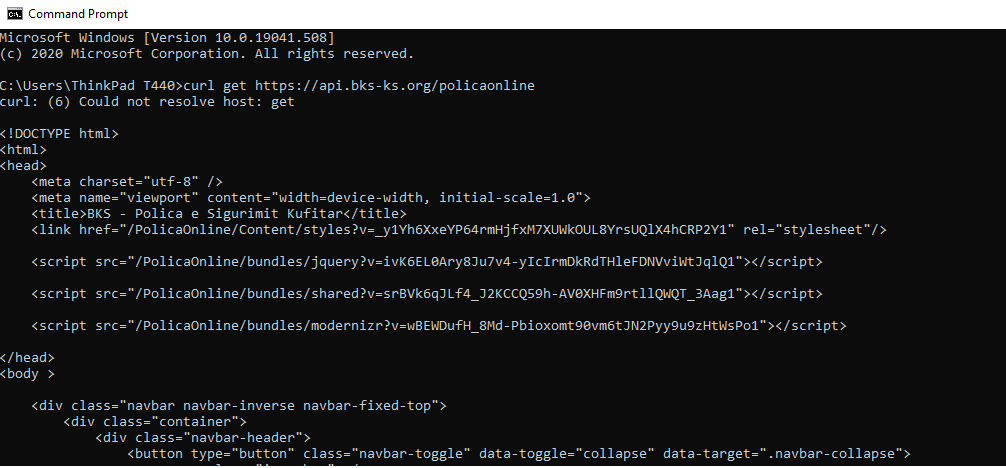 Command Prompt
Microsoft Windows [Version 10.0.19041.508]
(c) 2020 Microsoft Corporation. All rights reserved.
C:\Users\ThinkPad T440>curl get https://api.bks-ks.org/policaonline
curl: (6) Could not resolve host: get
<!DOCTYPE html>
<html>
<head>
    <meta charset="utf-8" />
    <meta name="viewport" content="width=device-width, initial-scale=1.0">
    <title>BKS - Polica e Sigurimit Kufitar</title>
    <link href="/PolicaOnline/Content/styles?v=_y1Yh6XxeYP64rmHjfxM7XUWkOUL8YrsUQlX4hCRP2Y1" rel="stylesheet"/>
    <script src="/PolicaOnline/bundles/jquery?v=ivK6EL0Ary8Ju7v4-yIcIrmDkRdTHleFDNVviWtJqlQ1"></script>
    <script src="/PolicaOnline/bundles/shared?v=srBVk6qJLf4_J2KCCQ59h-AV0XHFm9rtllQWQT_3Aag1"></script>
    <script src="/PolicaOnline/bundles/modernizr?v=wBEWDufH_8Md-Pbioxomt90vm6tJN2Pyy9u9zHtWsPo1"></script>
</head>
<body >
    <div class="navbar navbar-inverse navbar-fixed-top">
        <div class="container">
            <div class="navbar-header">
                <button type="button" class="navbar-toggle" data-toggle="collapse" data-target=".navbar-collapse">